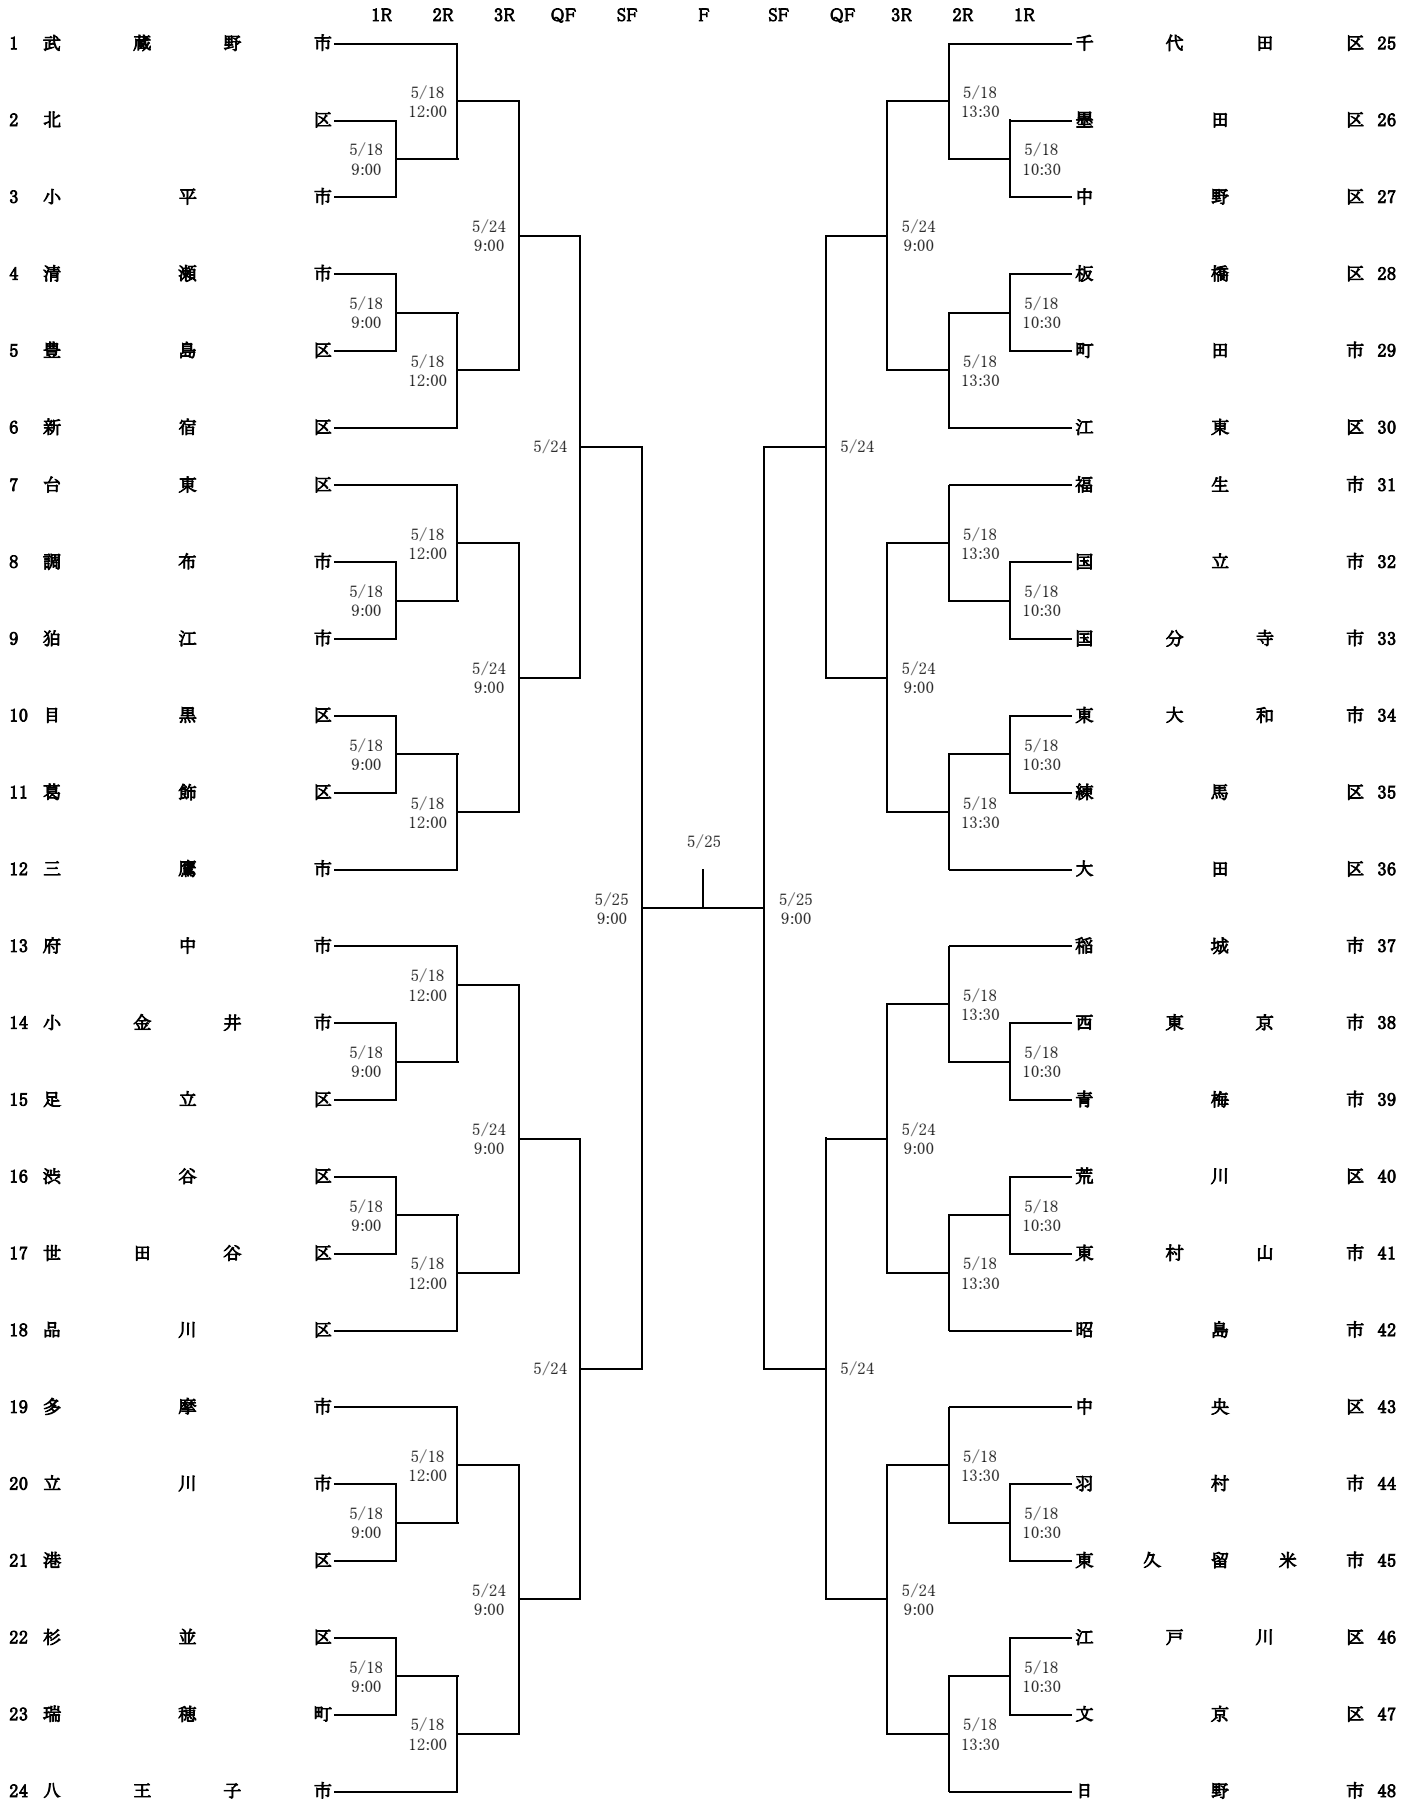 1R 2R 3R QF SF F SF QF 3R 2R 1R
1 武蔵野市 千代田区 25
5/18 5/18
12:00 13:30
2 北区 墨田区 26
5/18 5/18
9:00 10:30
3 小平市 中野区 27
5/24 5/24
9:00 9:00
4 清瀬市 板橋区 28
5/18 5/18
9:00 10:30
5 豊島区 町田市 29
5/18 5/18
12:00 13:30
6 新宿区 江東区 30
5/24 5/24
7 台東区 福生市 31
5/18 5/18
12:00 13:30
8 調布市 国立市 32
5/18 5/18
9:00 10:30
9 狛江市 国分寺市 33
5/24 5/24
9:00 9:00
10 目黒区 東大和市 34
5/18 5/18
9:00 10:30
11 葛飾区 練馬区 35
5/18 5/18
12:00 13:30
5/25
12 三鷹市 大田区 36
5/25 5/25
9:00 9:00
13 府中市 稲城市 37
5/18 5/18
12:00 13:30
14 小金井市 西東京市 38
5/18 5/18
9:00 10:30
15 足立区 青梅市 39
5/24 5/24
9:00 9:00
16 渋谷区 荒川区 40
5/18 5/18
9:00 10:30
17 世田谷区 東村山市 41
5/18 5/18
12:00 13:30
18 品川区 昭島市 42
5/24 5/24
19 多摩市 中央区 43
5/18 5/18
12:00 13:30
20 立川市 羽村市 44
5/18 5/18
9:00 10:30
21 港区 東久留米市 45
5/24 5/24
9:00 9:00
22 杉並区 江戸川区 46
5/18 5/18
9:00 10:30
23 瑞穂町 文京区 47
5/18 5/18
12:00 13:30
24 八王子市 日野市 48